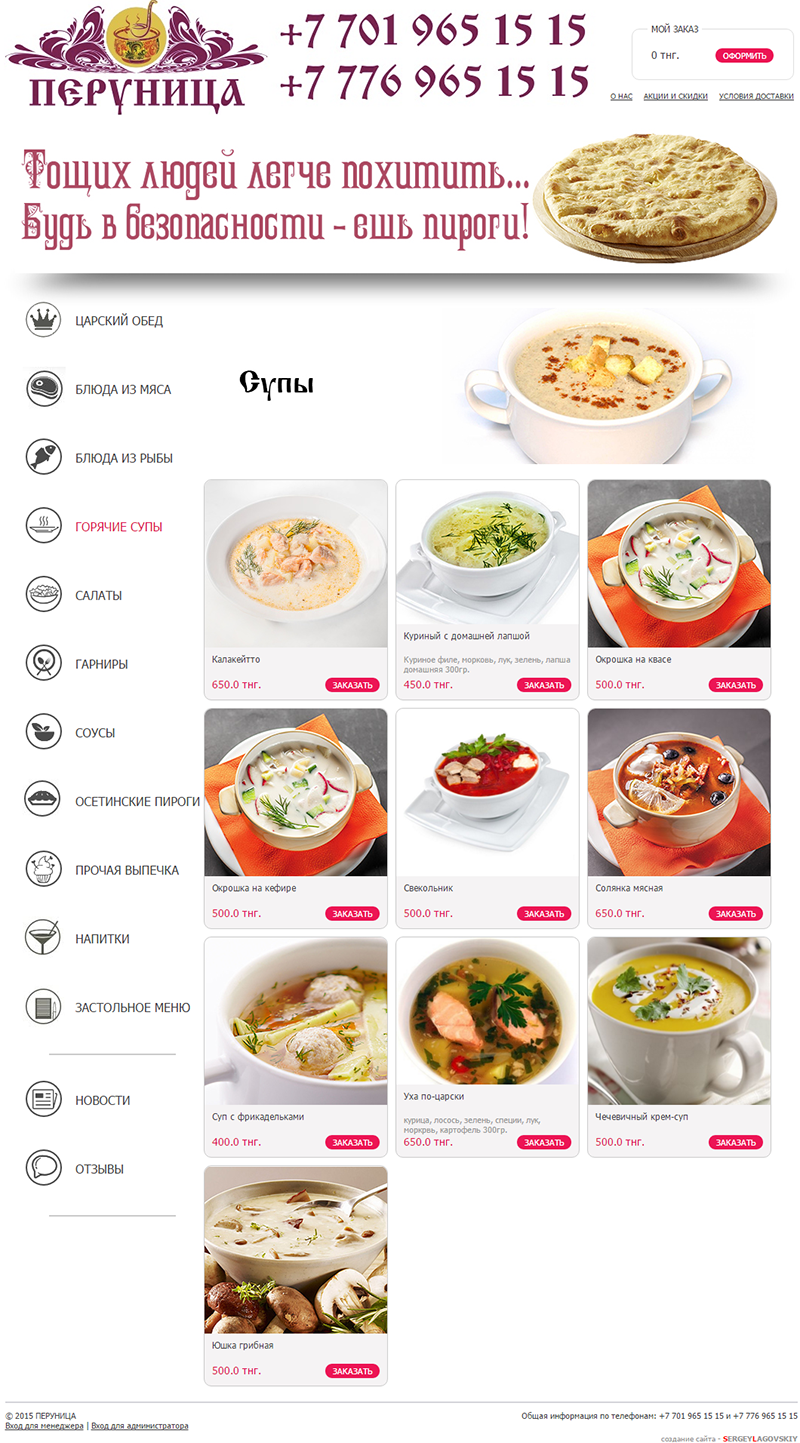 ПЕРУНИЦА
+7 701 965 15 15
+7 776 965 15 15
МОЙ ЗАКАЗ
0 тнг.
ОФОРМИТЬ
О НАС АКЦИИ И СКИДКИ УСЛОВИЯ ДОСТАВКИ
Тощих людей легче похитить...
Будь в безопасности - ешь пироги!
ЦАРСКИЙ ОБЕД
БЛЮДА ИЗ МЯСА
БЛЮДА ИЗ РЫБЫ
ГОРЯЧИЕ СУПЫ
САЛАТЫ
ГАРНИРЫ
СОУСЫ
ОСЕТИНСКИЕ ПИРОГИ
ПРОЧАЯ ВЫПЕЧКА
НАПИТКИ
ЗАСТОЛЬНОЕ МЕНЮ
НОВОСТИ
ОТЗЫВЫ
Супы
Калакейтто
650.0 тнг. ЗАКАЗАТЬ
Куриный с домашней лапшой
Куриное филе, морковь, лук, зелень, лапша
домашняя 300гр.
450.0 тнг. ЗАКАЗАТЬ
Окрошка на квасе
500.0 тнг. ЗАКАЗАТЬ
Окрошка на кефире
500.0 тнг. ЗАКАЗАТЬ
Свекольник
500.0 тнг. ЗАКАЗАТЬ
Солянка мясная
650.0 тнг. ЗАКАЗАТЬ
Суп с фрикадельками
400.0 тнг. ЗАКАЗАТЬ
Уха по-царски
курица, лосось, зелень, специи, лук,
моркрвь, картофель 300гр.
650.0 тнг. ЗАКАЗАТЬ
Чечевичный крем-суп
500.0 тнг. ЗАКАЗАТЬ
Юшка грибная
500.0 тнг. ЗАКАЗАТЬ
© 2015 ПЕРУНИЦА
Вход для менеджера | Вход для администратора
Общая информация по телефонам: +7 701 965 15 15 и +7 776 965 15 15
создание сайта - SERGEYLAGOVSKIY